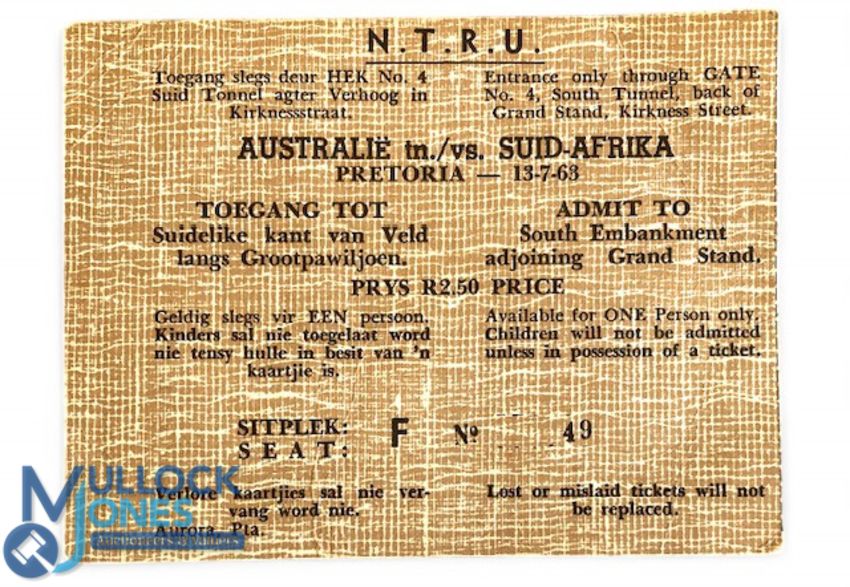 N.T.R.U.
Toegang slegs deur HEK No. 4
Suid Tonnel agter Verhoog in
Kirknessstraat.
Entrance only through GATE
No. 4, South Tunnel, back of
Grand Stand, Kirkness Street.
AUSTRALIË tn./vs. SUID-AFRIKA
PRETORIA — 13-7-63
TOEGANG TOT
Suidelike kant van Veld
langs Grootpawiljoen.
ADMIT TO
South Embankment
adjoining Grand Stand.
PRYS R2.50 PRICE
Geldig slegs vir EEN persoon.
Kinders sal nie toegelaat word
nie tensy hulle in besit van 'n
kaartjie is.
Available for ONE Person only.
Children will not be admitted
unless in possession of a ticket.
SITPLEK:
SEAT:
F No 49
Verlore kaartjies sal nie ver-
vang word nie.
Aurora, Pta.
Lost or mislaid tickets will not
be replaced.
MULLOCK
JONES
Auctioneers & Valuers